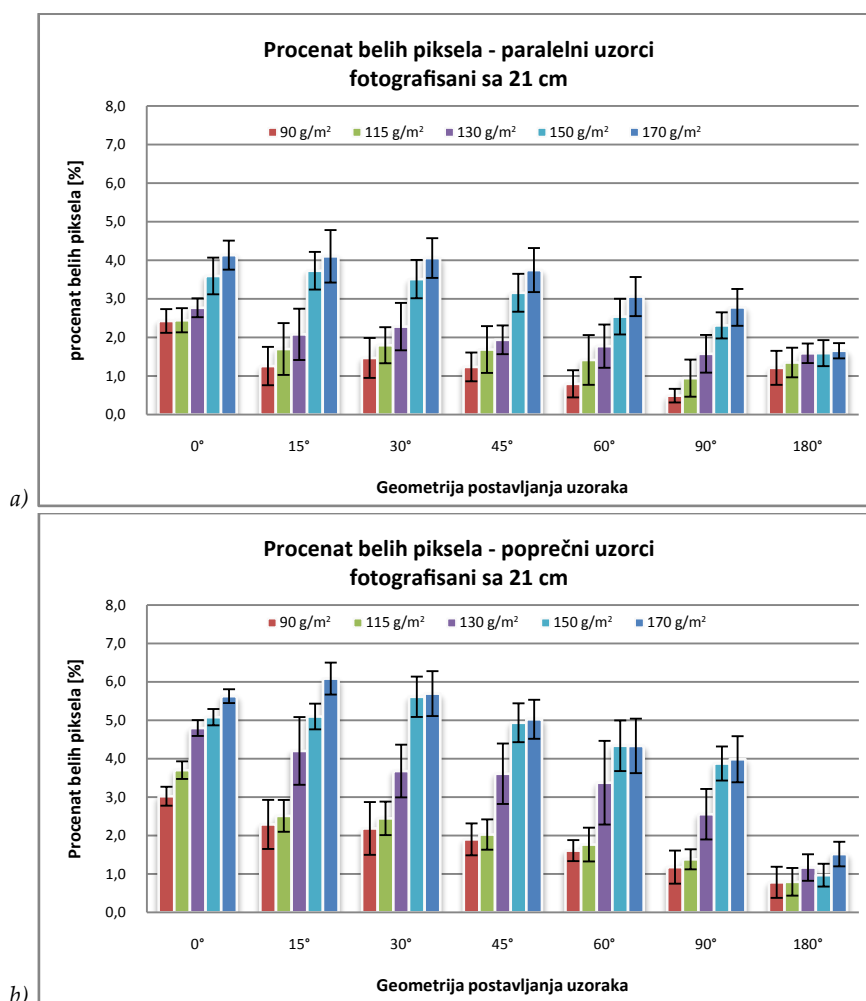 Procenat belih piksela - paralelni uzorci
fotografisani sa 21 cm
8,0
7,0
6,0
5,0
4,0
3,0
2,0
1,0
0,0
procenat belih piksela [%]
90 g/m²
115 g/m²
130 g/m²
150 g/m²
170 g/m²
0° 15° 30° 45° 60° 90° 180°
Geometrija postavljanja uzoraka
a)
Procenat belih piksela - poprečni uzorci
fotografisani sa 21 cm
8,0
7,0
6,0
5,0
4,0
3,0
2,0
1,0
0,0
Procenat belih piksela [%]
90 g/m²
115 g/m²
130 g/m²
150 g/m²
170 g/m²
0° 15° 30° 45° 60° 90° 180°
Geometrija postavljanja uzoraka
b)